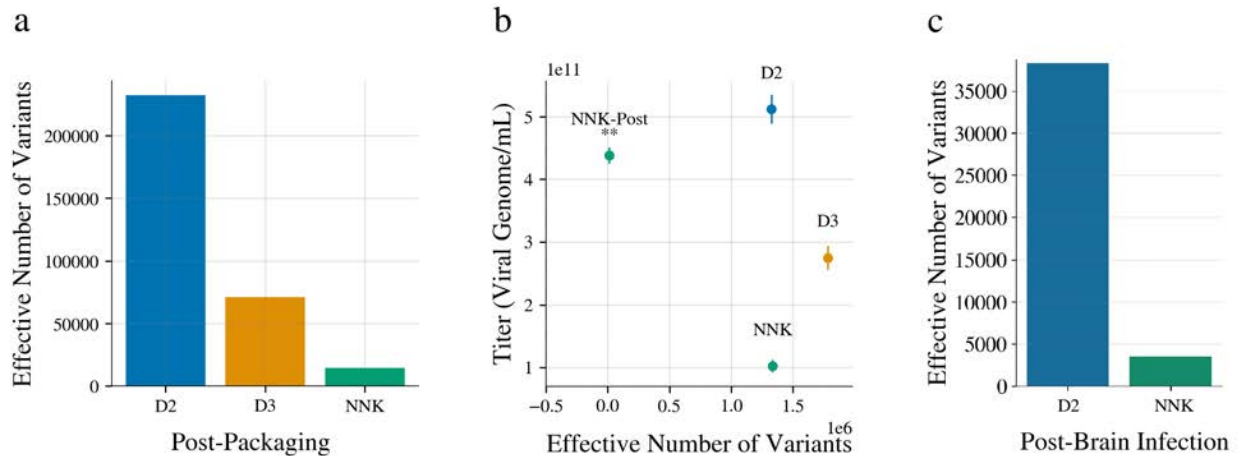 a
Effective Number of Variants
200000
150000
100000
50000
0
D2
D3
NNK
Post-Packaging
b
1e11
Titer (Viral Genome/mL)
5
4
3
2
1
NNK-Post
**
D2
D3
NNK
−0.5
0.0
0.5
1.0
1.5
1e6
Effective Number of Variants
c
Effective Number of Variants
35000
30000
25000
20000
15000
10000
5000
0
D2
NNK
Post-Brain Infection